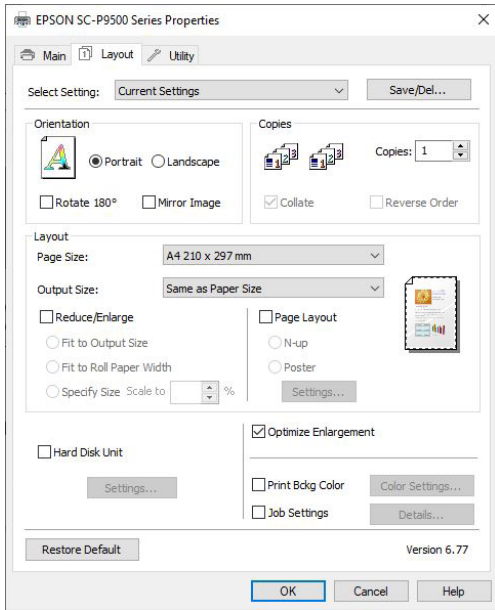 EPSON SC-P9500 Series Properties
Main
Layout
Utility
Select Setting: Current Settings Save/Del...
Orientation
Portrait Landscape
Rotate 180° Mirror Image
Copies
Copies: 1
Collate Reverse Order
Layout
Page Size: A4 210 x 297 mm
Output Size: Same as Paper Size
Reduce/Enlarge
Fit to Output Size
Fit to Roll Paper Width
Specify Size Scale to %
Page Layout
N-up
Poster
Settings...
Hard Disk Unit
Settings...
Optimize Enlargement
Print Bckg Color Color Settings...
Job Settings Details...
Restore Default Version 6.77
OK Cancel Help